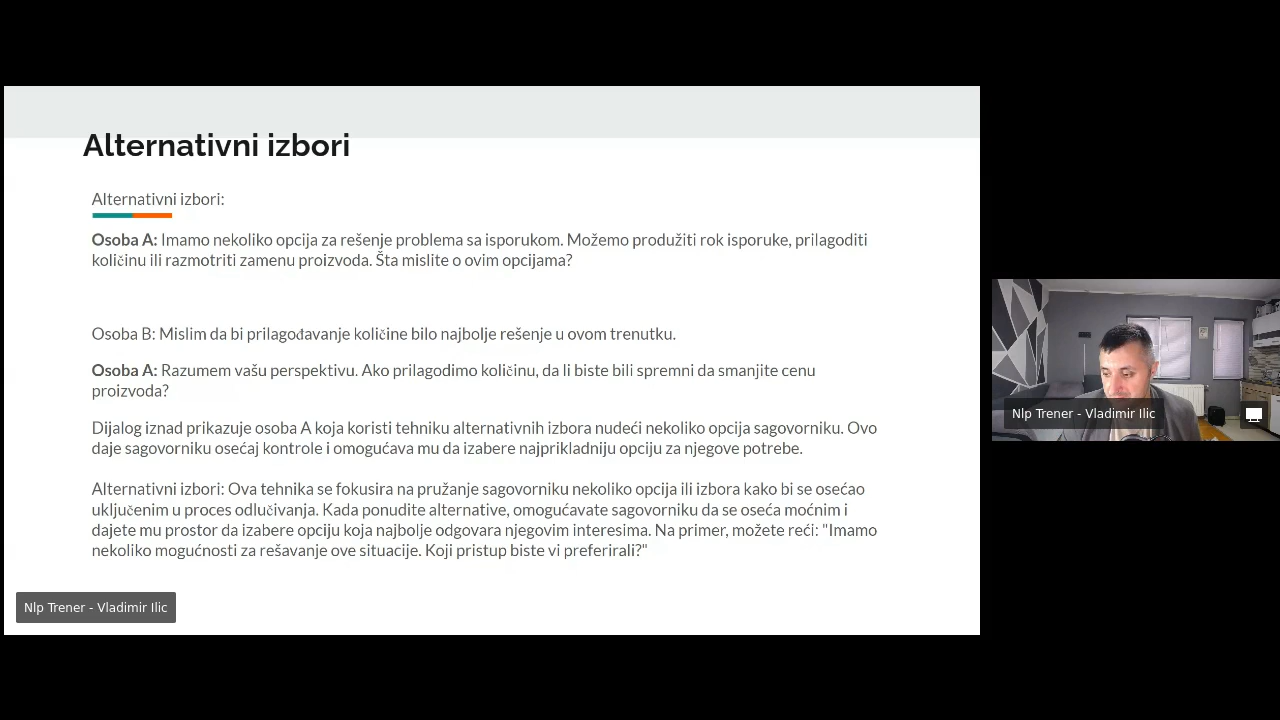 Alternativni izbori
Alternativni izbori:
Osoba A: Imamo nekoliko opcija za rešenje problema sa isporukom. Možemo produžiti rok isporuke, prilagoditi
količinu ili razmotriti zamenu proizvoda. Šta mislite o ovim opcijama?
Osoba B: Mislim da bi prilagođavanje količine bilo najbolje rešenje u ovom trenutku.
Osoba A: Razumem vašu perspektivu. Ako prilagodimo količinu, da li biste bili spremni da smanjite cenu
proizvoda?
Dijalog iznad prikazuje osoba A koja koristi tehniku alternativnih izbora nudeći nekoliko opcija sagovorniku. Ovo
daje sagovorniku osećaj kontrole i omogućava mu da izabere najprikladniju opciju za njegove potrebe.
Alternativni izbori: Ova tehnika se fokusira na pružanje sagovorniku nekoliko opcija ili izbora kako bi se osećao
uključenim u proces odlučivanja. Kada ponudite alternative, omogućavate sagovorniku da se oseća moćnim i
dajete mu prostor da izabere opciju koja najbolje odgovara njegovim interesima. Na primer, možete reći: "Imamo
nekoliko mogućnosti za rešavanje ove situacije. Koji pristup biste vi preferirali?"
Nlp Trener - Vladimir Ilic
Nlp Trener - Vladimir Ilic